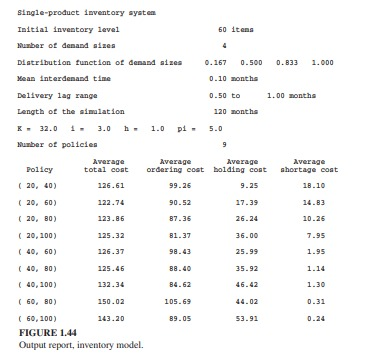 Single-product inventory system
Initial inventory level 60 items
Number of demand sizes 4
Distribution function of demand sizes 0.167 0.500 0.833 1.000
Mean interdemand time 0.10 months
Delivery lag range 0.50 to 1.00 months
Length of the simulation 120 months
K = 32.0 i = 3.0 h = 1.0 pi = 5.0
Number of policies 9
Average Average Average Average
Policy total cost ordering cost holding cost shortage cost
( 20, 40) 126.61 99.26 9.25 18.10
( 20, 60) 122.74 90.52 17.39 14.83
( 20, 80) 123.86 87.36 26.24 10.26
( 20,100) 125.32 81.37 36.00 7.95
( 40, 60) 126.37 98.43 25.99 1.95
( 40, 80) 125.46 88.40 35.92 1.14
( 40,100) 132.34 84.62 46.42 1.30
( 60, 80) 150.02 105.69 44.02 0.31
( 60,100) 143.20 89.05 53.91 0.24
FIGURE 1.44
Output report, inventory model.